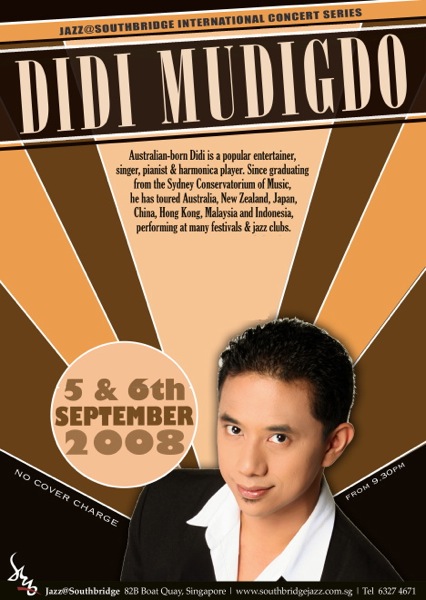 JAZZ@SOUTHBRIDGE INTERNATIONAL CONCERT SERIES
DIDI MUDIGDO
Australian-born Didi is a popular entertainer,
singer, pianist & harmonica player. Since graduating
from the Sydney Conservatorium of Music,
he has toured Australia, New Zealand, Japan,
China, Hong Kong, Malaysia and Indonesia,
performing at many festivals & jazz clubs.
5 & 6th
SEPTEMBER
2008
NO COVER CHARGE
FROM 9.30PM
Jazz@Southbridge 82B Boat Quay, Singapore | www.southbridgejazz.com.sg | Tel 6327 4671